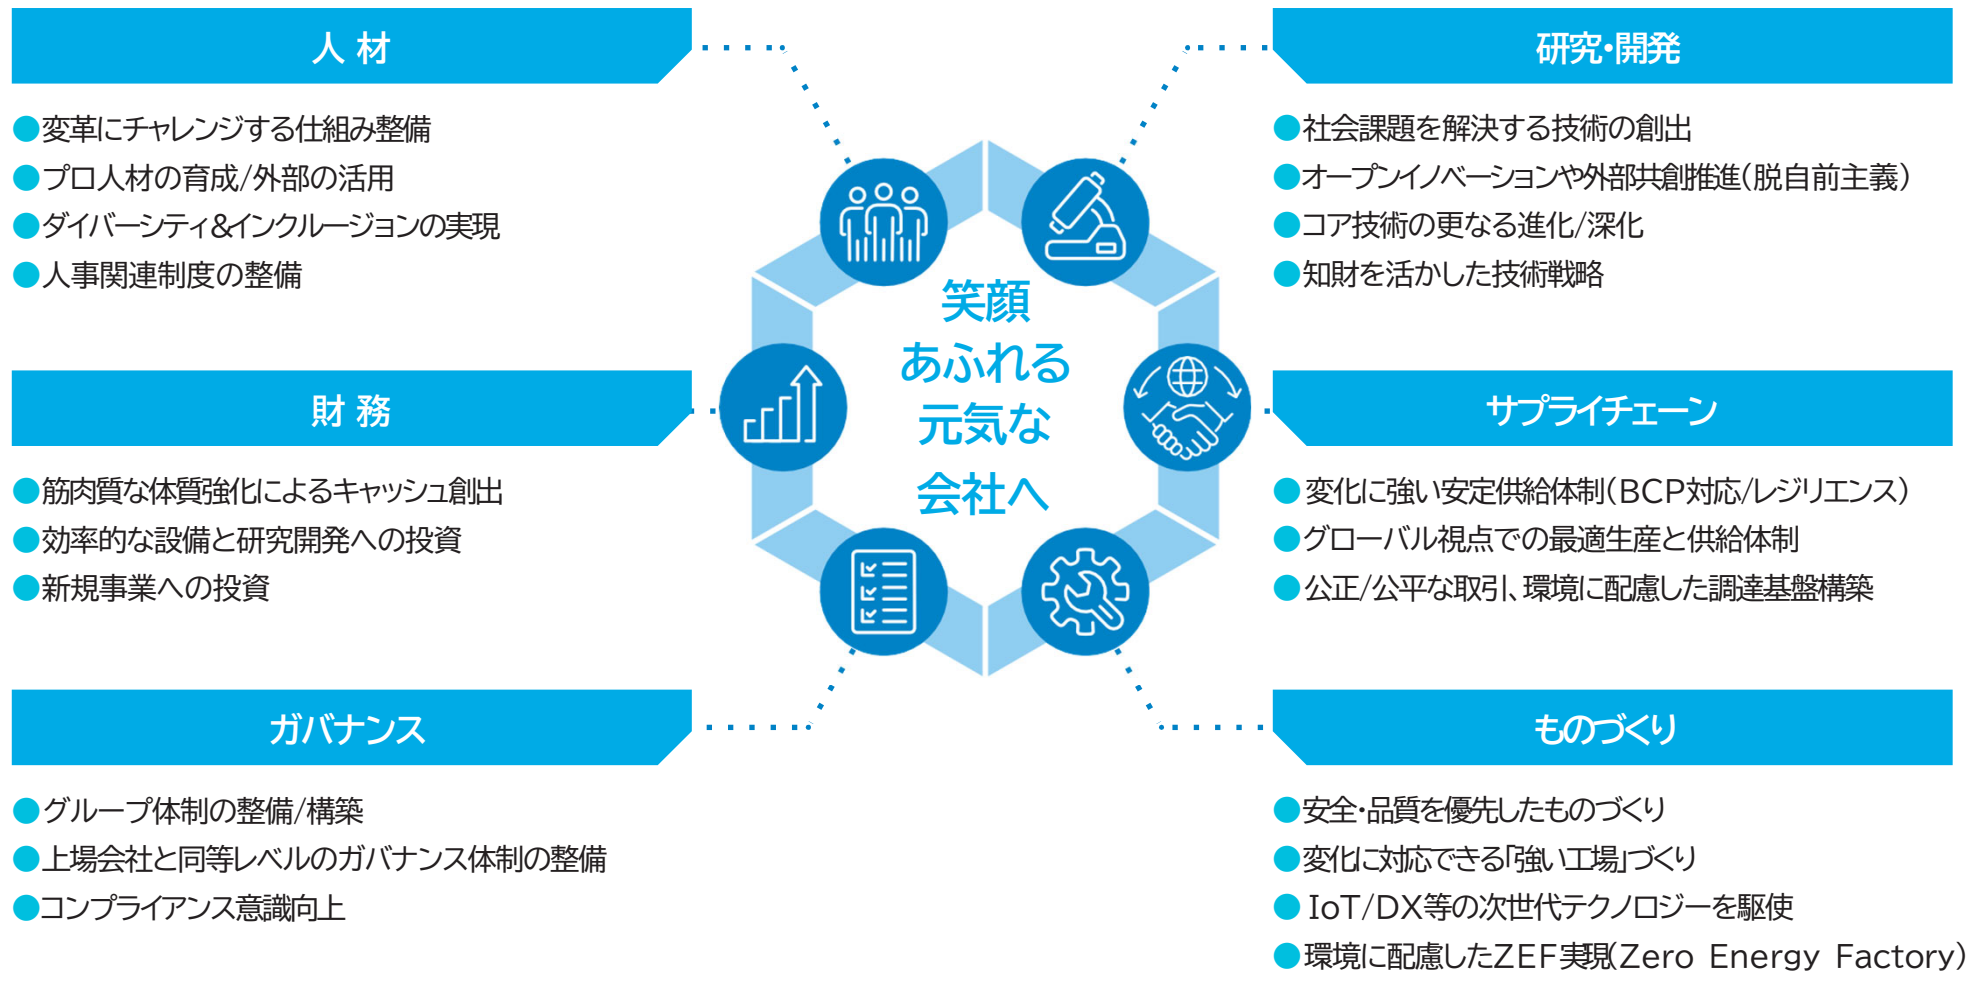 人 材
●変革にチャレンジする仕組み整備
●プロ人材の育成/外部の活用
●ダイバーシティ&インクルージョンの実現
●人事関連制度の整備
財 務
●筋肉質な体質強化によるキャッシュ創出
●効率的な設備と研究開発への投資
●新規事業への投資
ガバナンス
●グループ体制の整備/構築
●上場会社と同等レベルのガバナンス体制の整備
●コンプライアンス意識向上
笑顔
あふれる
元気な
会社へ
研究・開発
●社会課題を解決する技術の創出
●オープンイノベーションや外部共創推進(脱自前主義)
●コア技術の更なる進化/深化
●知財を活かした技術戦略
サプライチェーン
●変化に強い安定供給体制(BCP対応/レジリエンス)
●グローバル視点での最適生産と供給体制
●公正/公平な取引、環境に配慮した調達基盤構築
ものづくり
●安全・品質を優先したものづくり
●変化に対応できる「強い工場」づくり
●IoT/DX等の次世代テクノロジーを駆使
●環境に配慮したZEF実現(Zero Energy Factory)